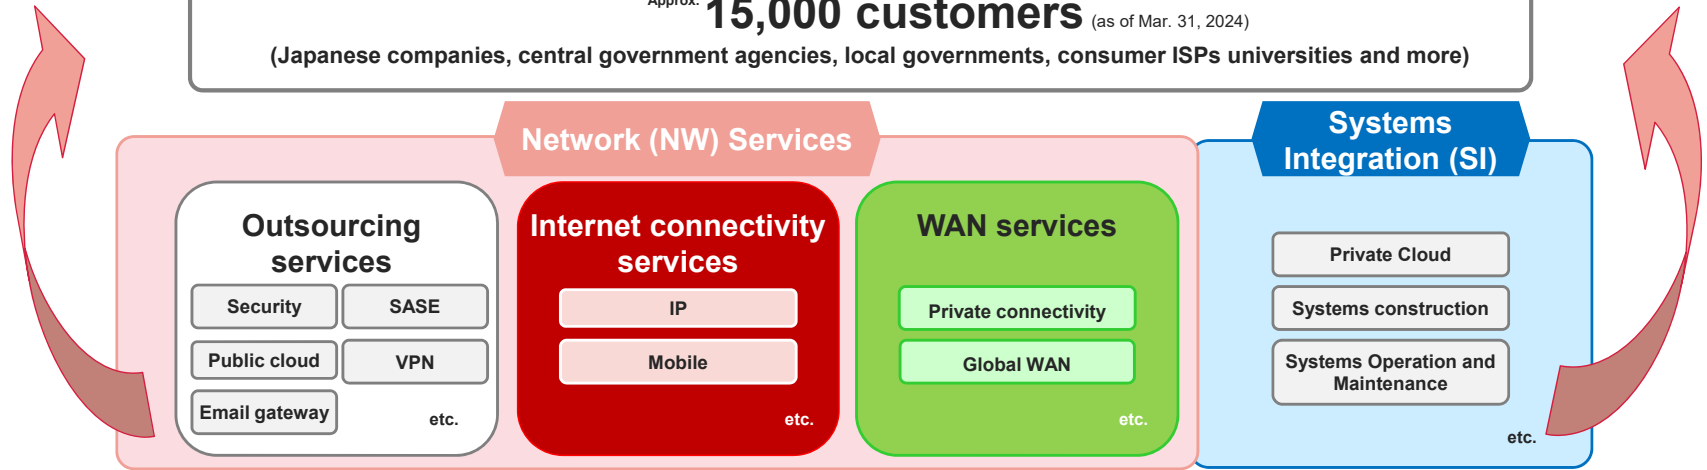 Approx. 15,000 customers (as of Mar. 31, 2024)
(Japanese companies, central government agencies, local governments, consumer ISPs universities and more)
Network (NW) Services
Outsourcing
services
Security
SASE
Public cloud
VPN
Email gateway
etc.
Internet connectivity
services
IP
Mobile
etc.
WAN services
Private connectivity
Global WAN
etc.
Systems
Integration (SI)
Private Cloud
Systems construction
Systems Operation and
Maintenance
etc.